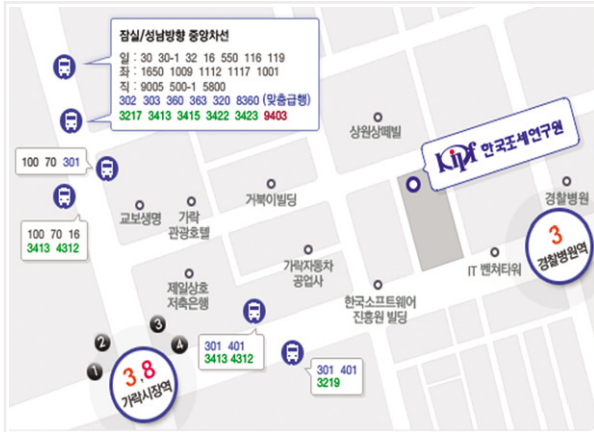 잠실/성남방향 중앙차선
일 : 30 30-1 32 16 550 116 119
좌 : 1650 1009 1112 1117 1001
직 : 9005 500-1 5800
302 303 360 363 320 8360 (맞춤급행)
3217 3413 3415 3422 3423 9403
상원상떼빌
Kipf 한국조세연구원
100 70 301
경찰병원
교보생명
가락
관광호텔
거북이빌딩
100 70 16
3413 4312
3
경찰병원역
IT 벤쳐타워
가락자동차
공업사
제일상호
저축은행
한국소프트웨어
진흥원 빌딩
3
2
4
1
301 401
3413 4312
301 401
3219
3,8
가락시장역